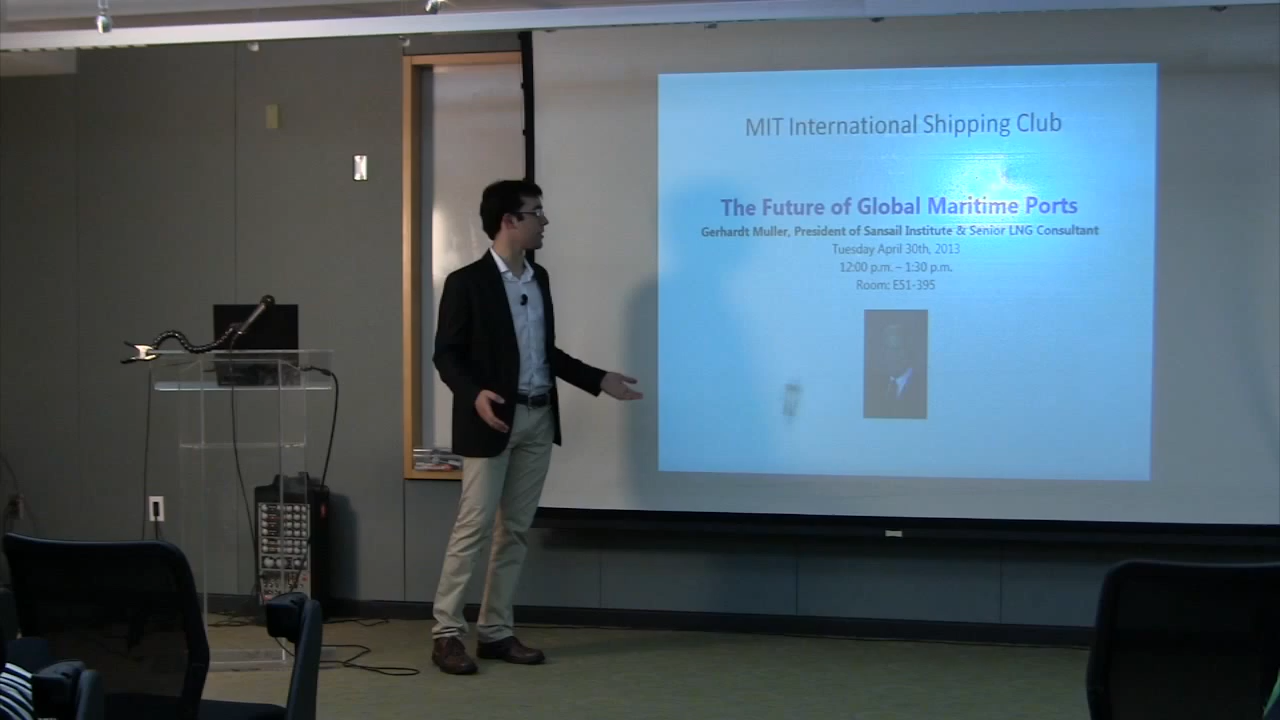 MIT International Shipping Club
The Future of Global Maritime Ports
Gerhardt Muller, President of Sansail Institute & Senior LNG Consultant
Tuesday April 30th, 2013
12:00 p.m. – 1:30 p.m.
Room: E51-395